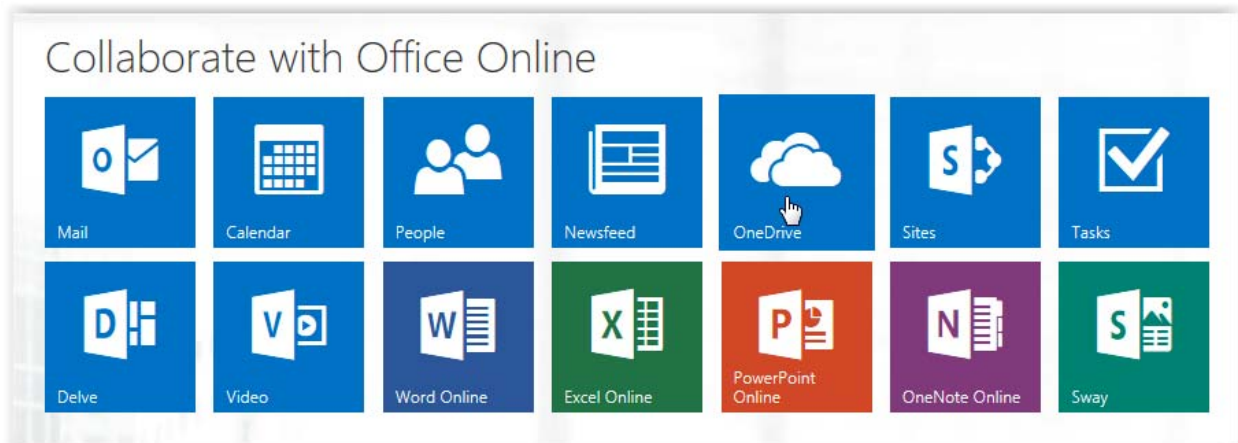 Collaborate with Office Online
O
S
Mail
Calendar
People
Newsfeed
OneDrive
Sites
Tasks
D
V
W
X
P
N
S
Delve
Video
Word Online
Excel Online
PowerPoint
Online
OneNote Online
Sway